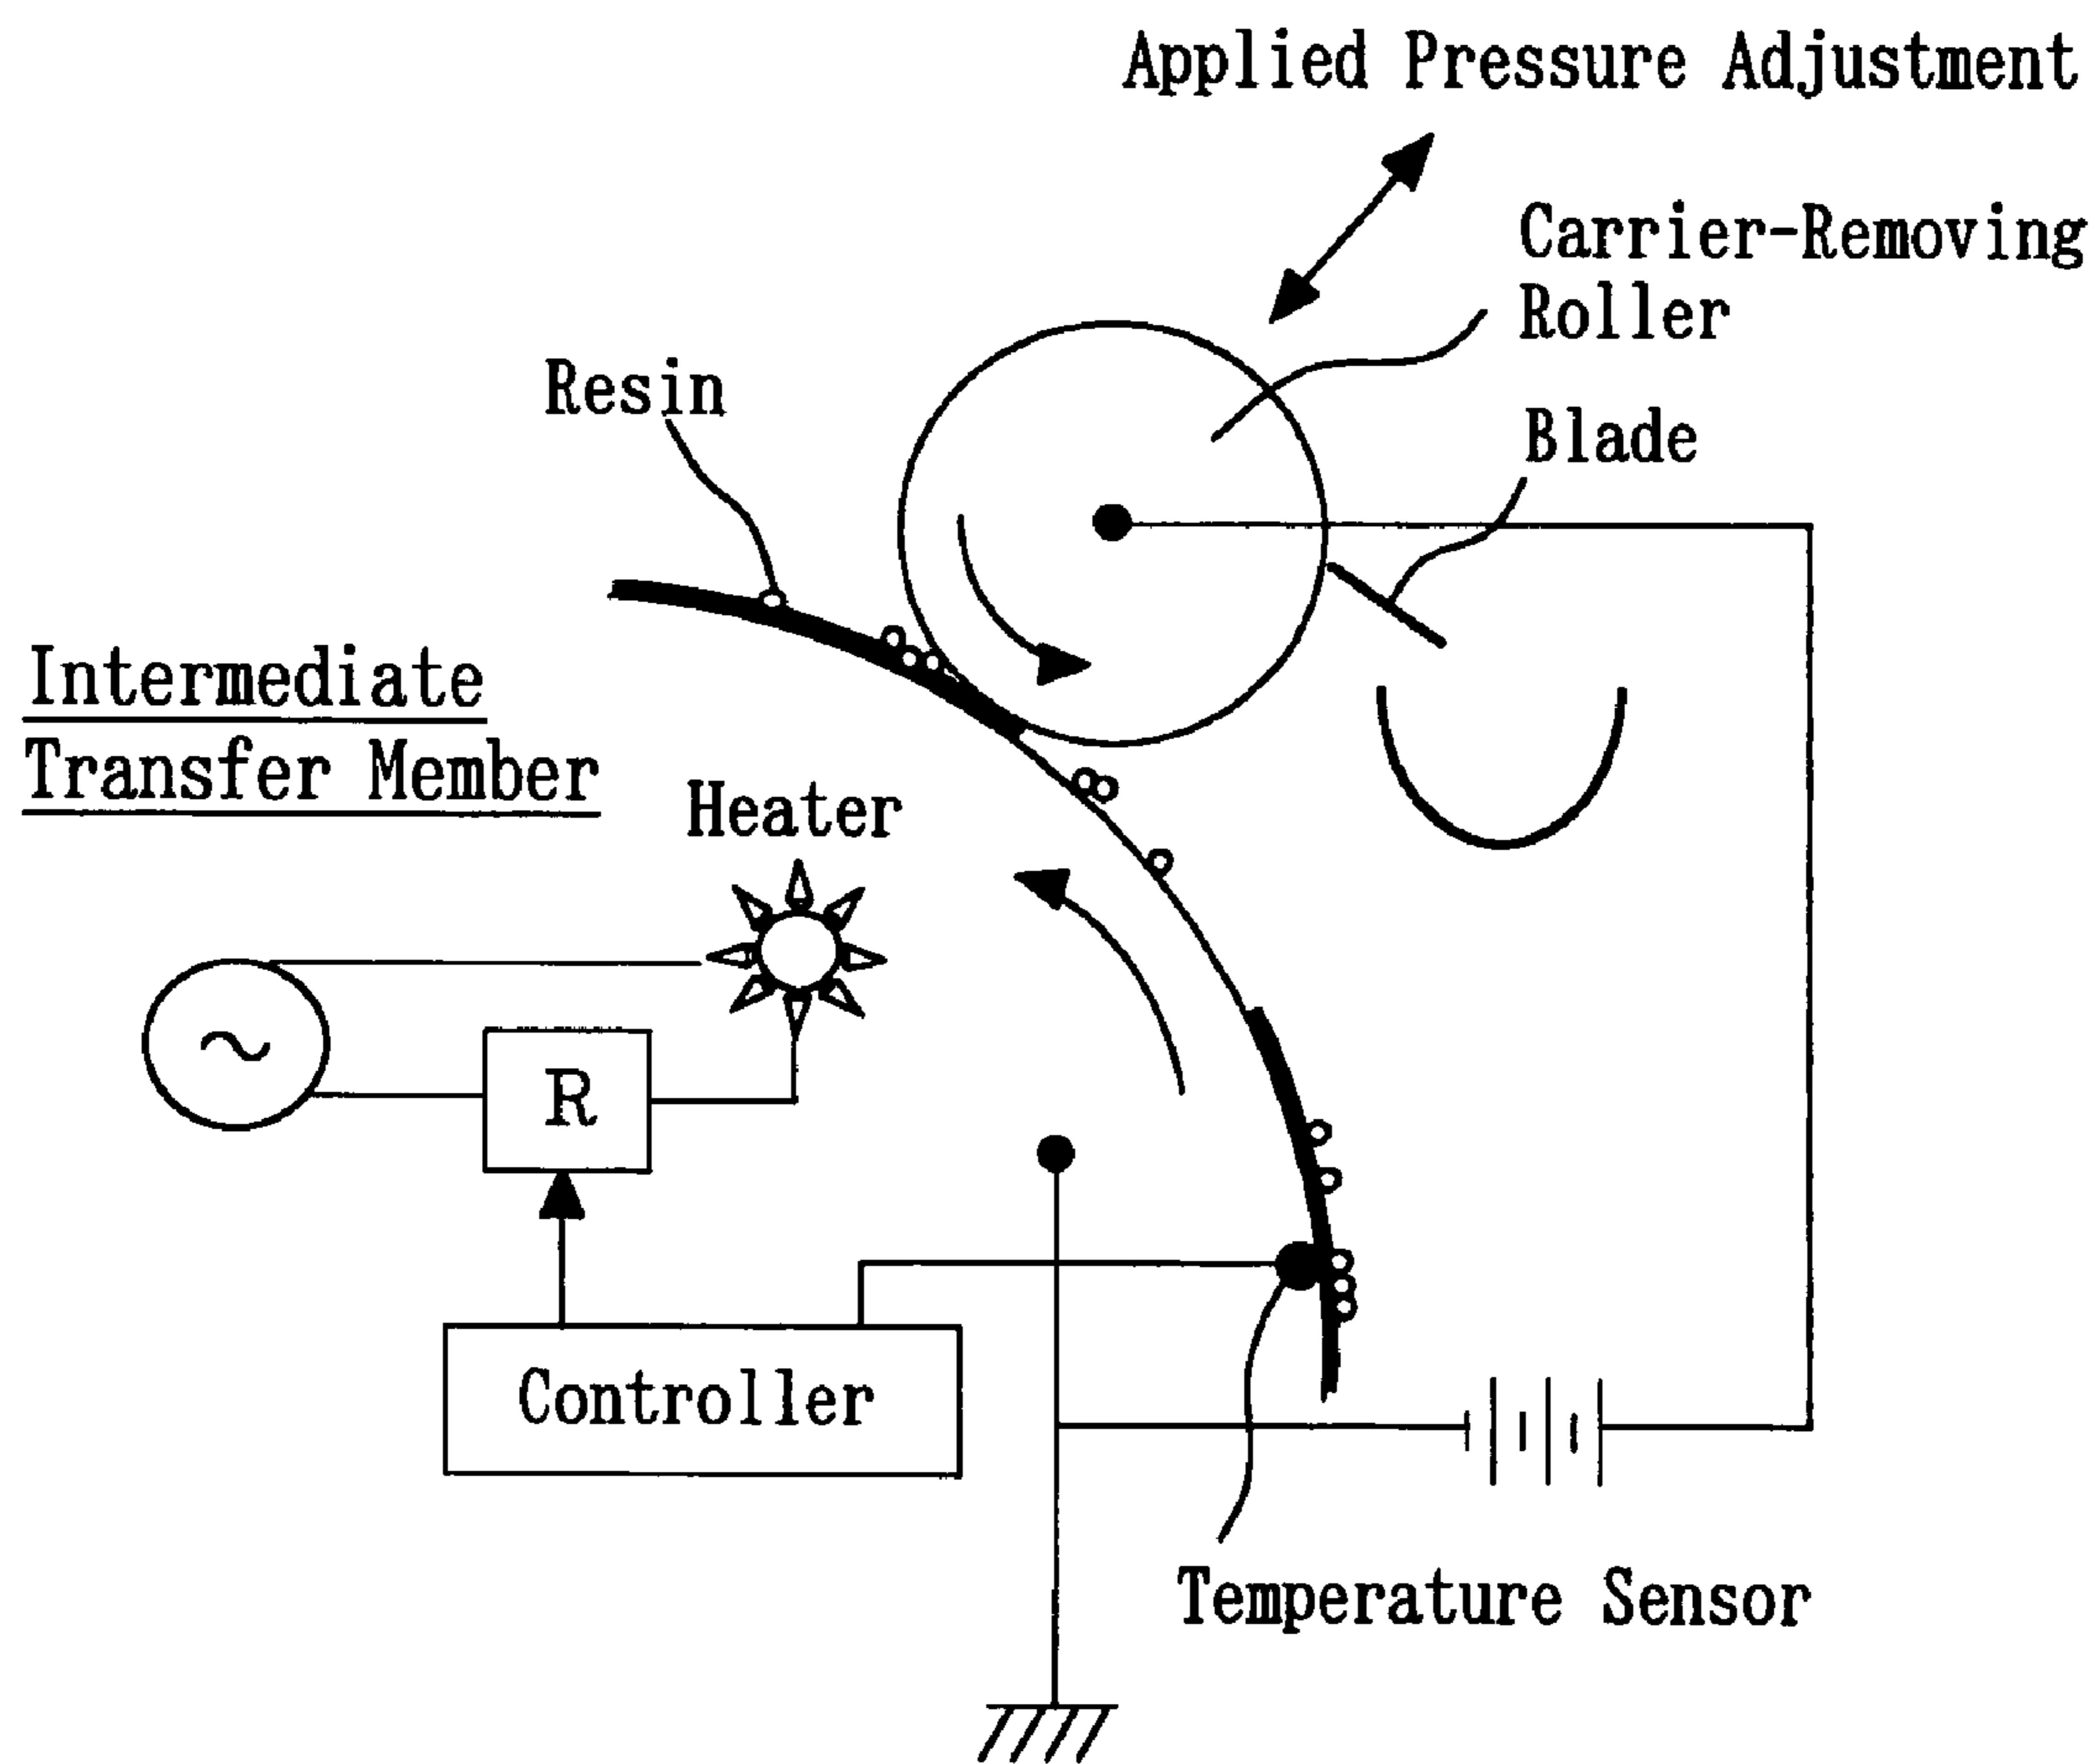 Applied Pressure Adjustment
Carrier-Removing
Roller
Resin
Blade
Intermediate
Transfer Member
Heater
~
R
Controller
Temperature Sensor